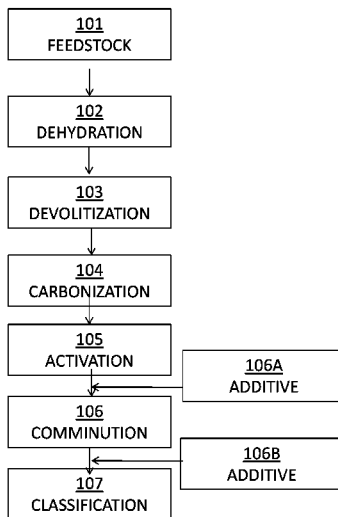 101
FEEDSTOCK
102
DEHYDRATION
103
DEVOLITIZATION
104
CARBONIZATION
105
ACTIVATION
106A
ADDITIVE
106
COMMINUTION
106B
ADDITIVE
107
CLASSIFICATION